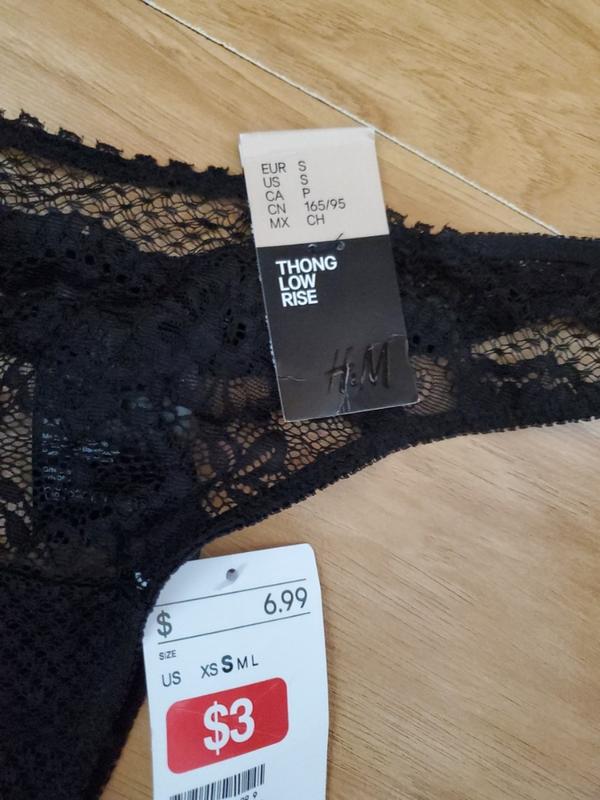 EUR S
US S
CA P
CN 165/95
MX CH
THONG
LOW
RISE
H&M
$ 6.99
SIZE
US XS S M L
$3